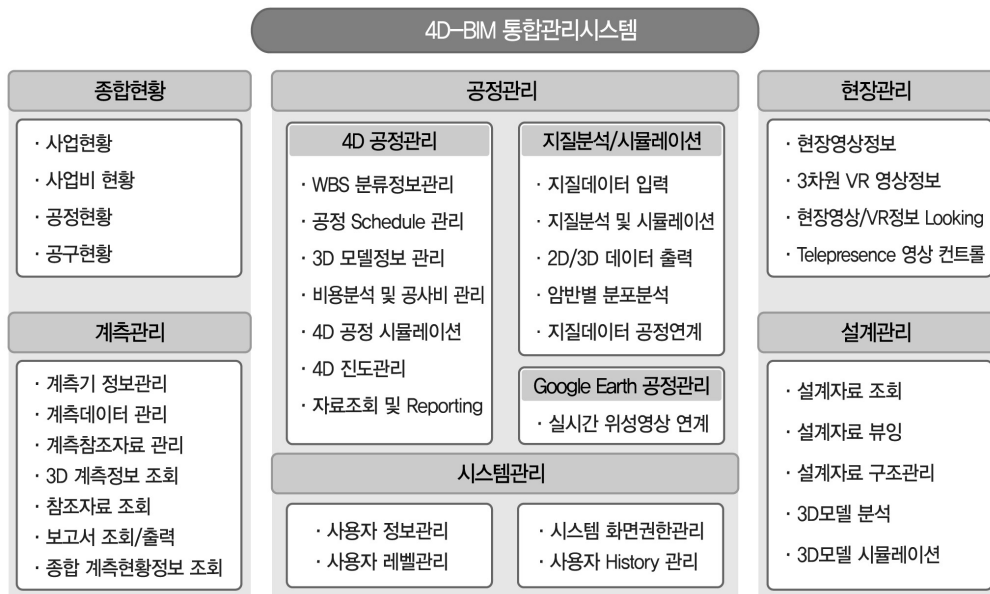 4D-BIM 통합관리시스템
종합현황
· 사업현황
· 사업비 현황
· 공정현황
· 공구현황
계측관리
· 계측기 정보관리
· 계측데이터 관리
· 계측참조자료 관리
· 3D 계측정보 조회
· 참조자료 조회
· 보고서 조회/출력
· 종합 계측현황정보 조회
공정관리
4D 공정관리
· WBS 분류정보관리
· 공정 Schedule 관리
· 3D 모델정보 관리
· 비용분석 및 공사비 관리
· 4D 공정 시뮬레이션
· 4D 진도관리
· 자료조회 및 Reporting
지질분석/시뮬레이션
· 지질데이터 입력
· 지질분석 및 시뮬레이션
· 2D/3D 데이터 출력
· 암반별 분포분석
· 지질데이터 공정연계
Google Earth 공정관리
· 실시간 위성영상 연계
시스템관리
· 사용자 정보관리
· 사용자 레벨관리
· 시스템 화면권한관리
· 사용자 History 관리
현장관리
· 현장영상정보
· 3차원 VR 영상정보
· 현장영상/VR정보 Looking
· Telepresence 영상 컨트롤
설계관리
· 설계자료 조회
· 설계자료 뷰잉
· 설계자료 구조관리
· 3D모델 분석
· 3D모델 시뮬레이션